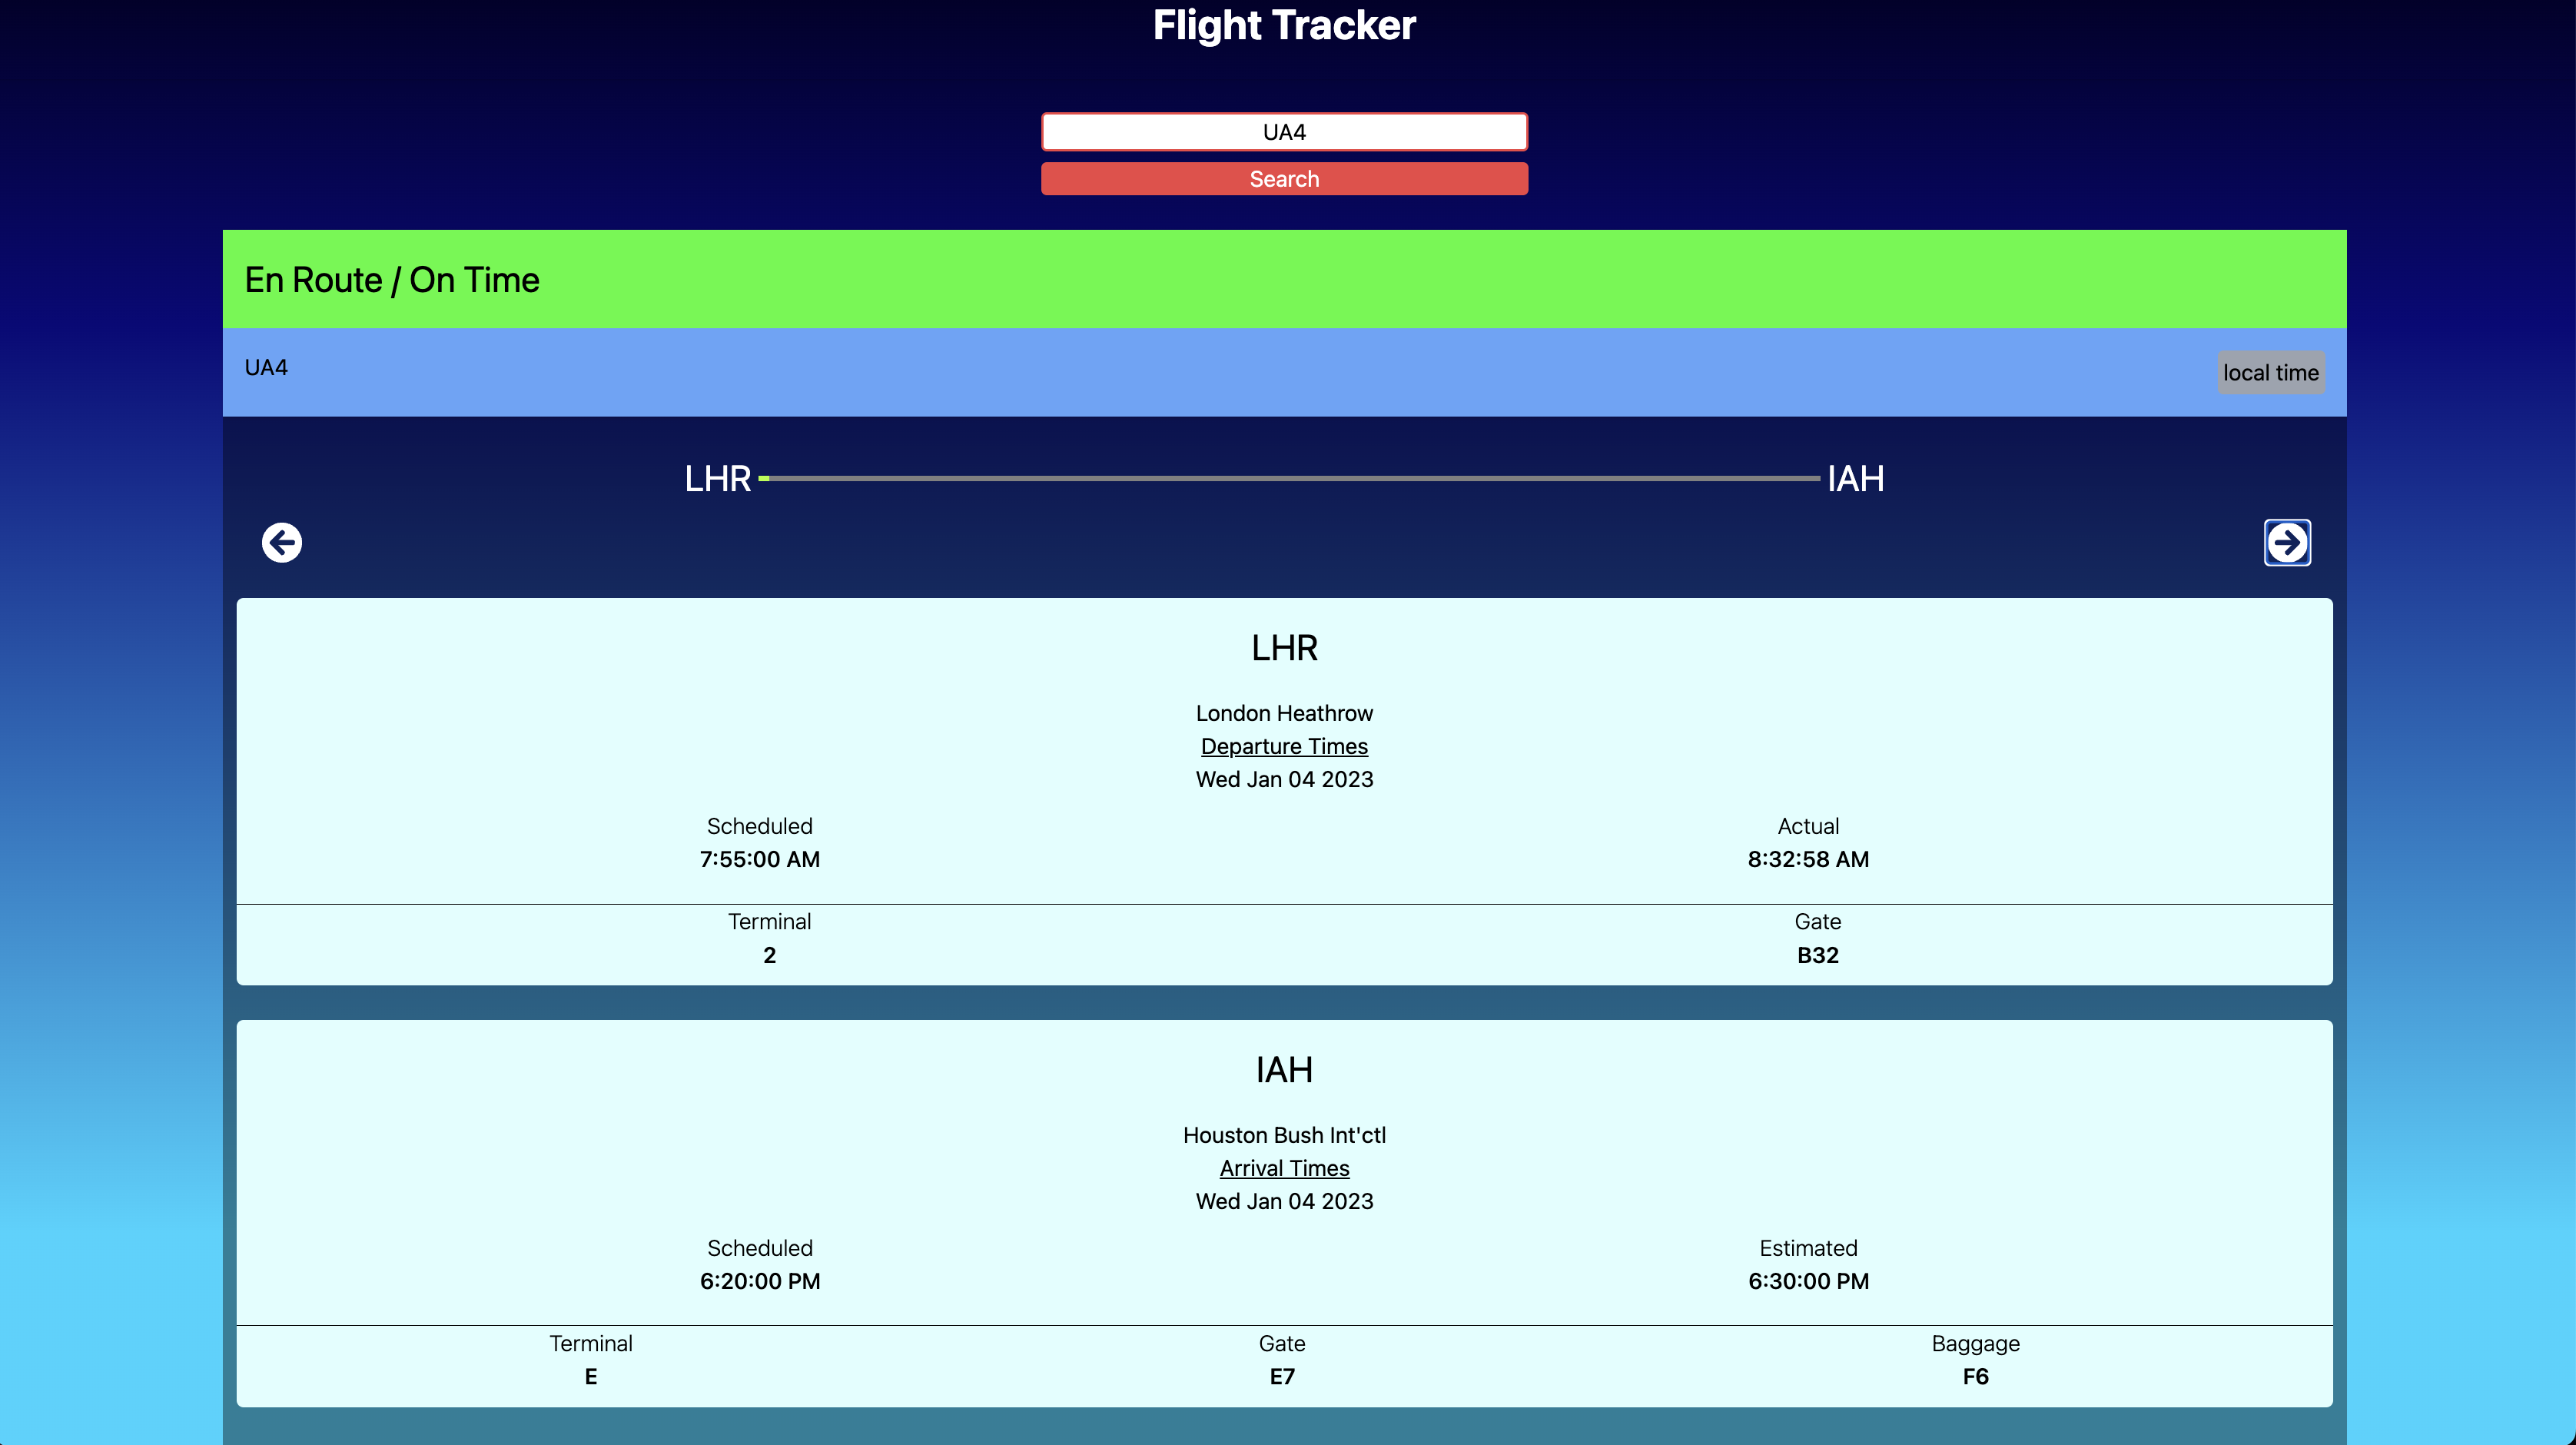 Flight Tracker
UA4
Search
En Route / On Time
UA4
local time
LHR IAH
LHR
London Heathrow
Departure Times
Wed Jan 04 2023
Scheduled Actual
7:55:00 AM 8:32:58 AM
Terminal Gate
2 B32
IAH
Houston Bush Int'ctl
Arrival Times
Wed Jan 04 2023
Scheduled Estimated
6:20:00 PM 6:30:00 PM
Terminal Gate Baggage
E E7 F6